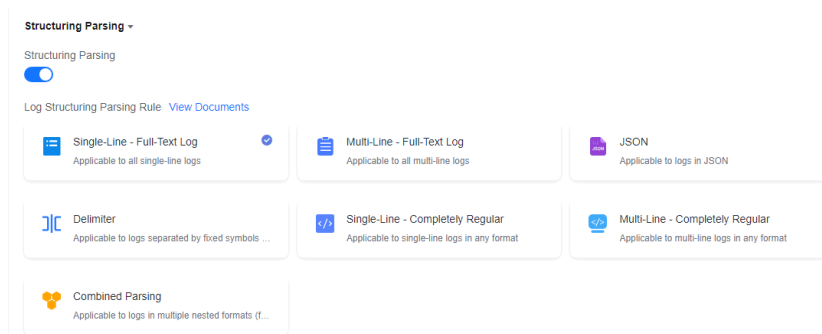 Structuring Parsing
Structuring Parsing
Log Structuring Parsing Rule View Documents
Single-Line - Full-Text Log
Applicable to all single-line logs
Multi-Line - Full-Text Log
Applicable to all multi-line logs
JSON
JSON
Applicable to logs in JSON
Delimiter
Applicable to logs separated by fixed symbols ...
</> Single-Line - Completely Regular
Applicable to single-line logs in any format
</> Multi-Line - Completely Regular
Applicable to multi-line logs in any format
Combined Parsing
Applicable to logs in multiple nested formats (f...